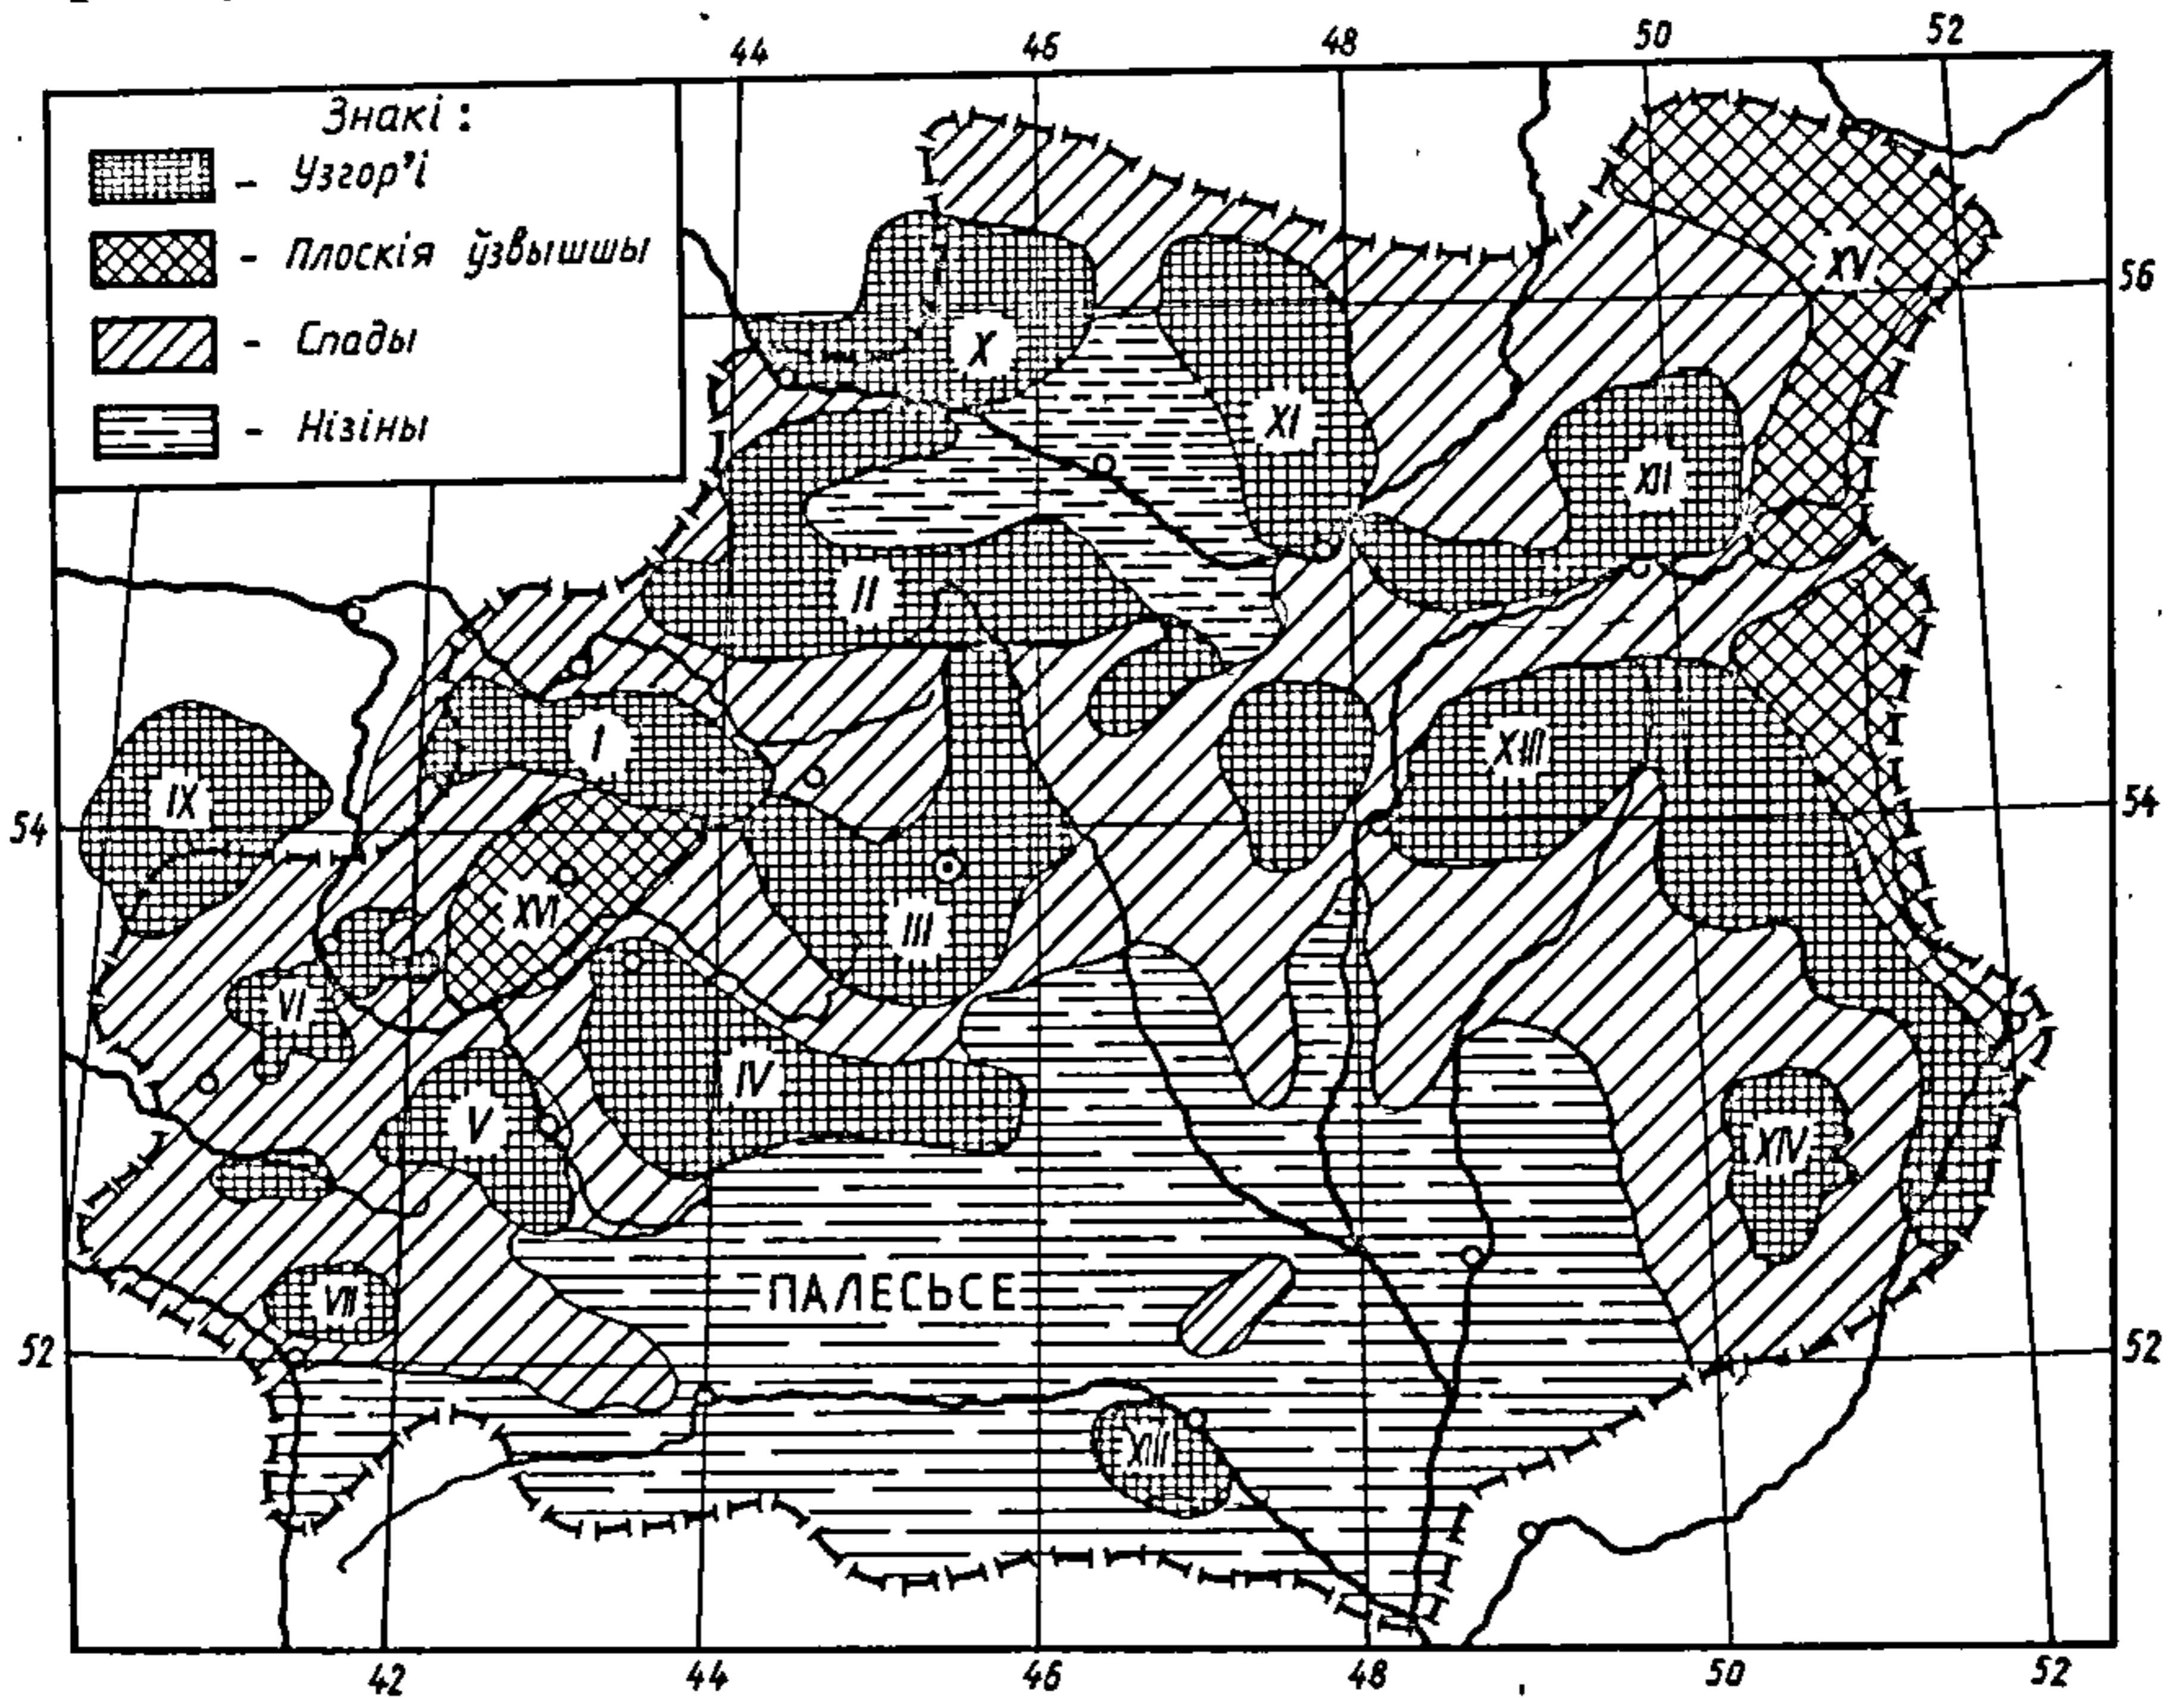 44 46 48 50 52
Знакі:
- Узгор’і
- Плоскія ўзвышшы
- Спады
- Нізіны
XV
56
X
XI
XII
II
I
XIII
IX
54
54
XVI
III
VI
IV
V
XIV
ПАЛЕСЬСЕ
VII
52
52
XIII
42 44 46 48 50 52